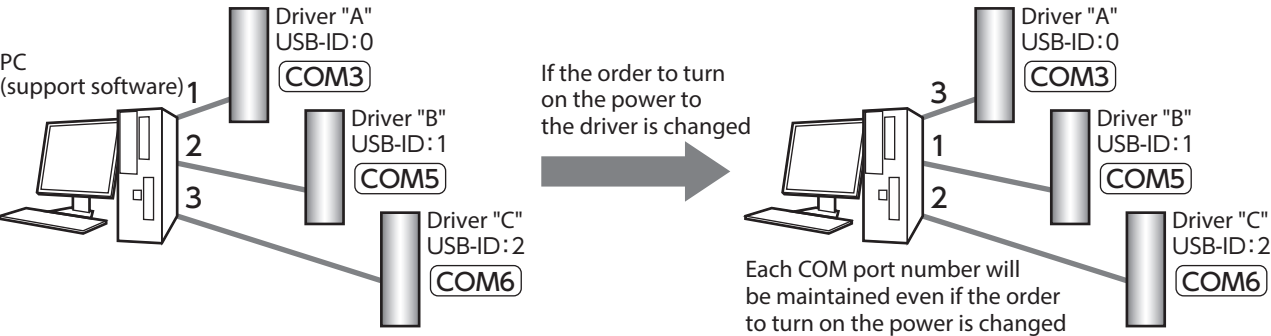 PC
(support software)
1
2
3
Driver "A"
USB-ID:0
COM3
Driver "B"
USB-ID:1
COM5
Driver "C"
USB-ID:2
COM6
If the order to turn
on the power to
the driver is changed
3
1
2
Driver "A"
USB-ID:0
COM3
Driver "B"
USB-ID:1
COM5
Driver "C"
USB-ID:2
COM6
Each COM port number will
be maintained even if the order
to turn on the power is changed